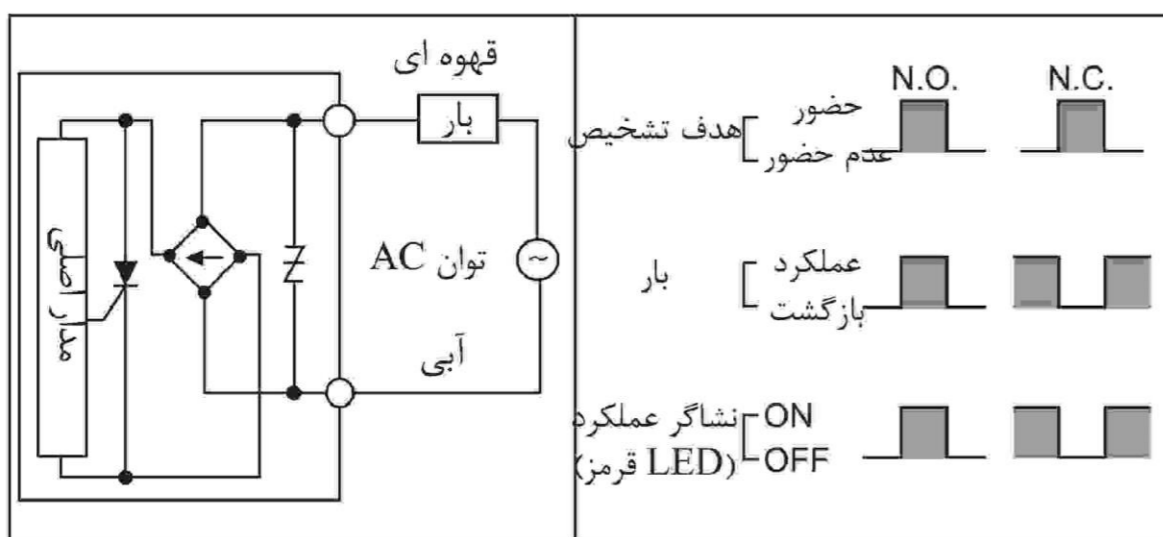 قهوه ای
بار
توان AC
آبی
مدار اصلی
N.O.
N.C.
هدف تشخیص
حضور
عدم حضور
بار
عملکرد
بازگشت
نشاگر عملکرد
(LED قرمز)
ON
OFF